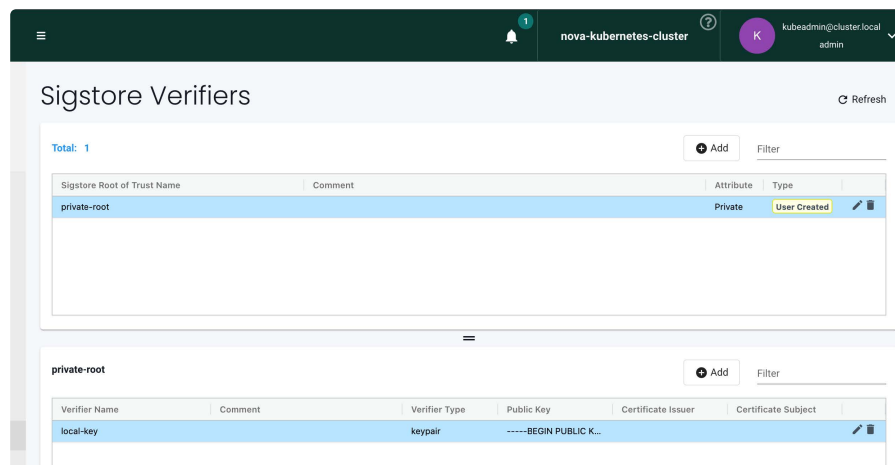 1
nova-kubernetes-cluster
?
K
kubeadmin@cluster.local
admin
Sigstore Verifiers
Refresh
Total: 1
Add
Filter
Sigstore Root of Trust Name Comment Attribute Type
private-root Private User Created
private-root
Add
Filter
Verifier Name Comment Verifier Type Public Key Certificate Issuer Certificate Subject
local-key keypair -----BEGIN PUBLIC K...